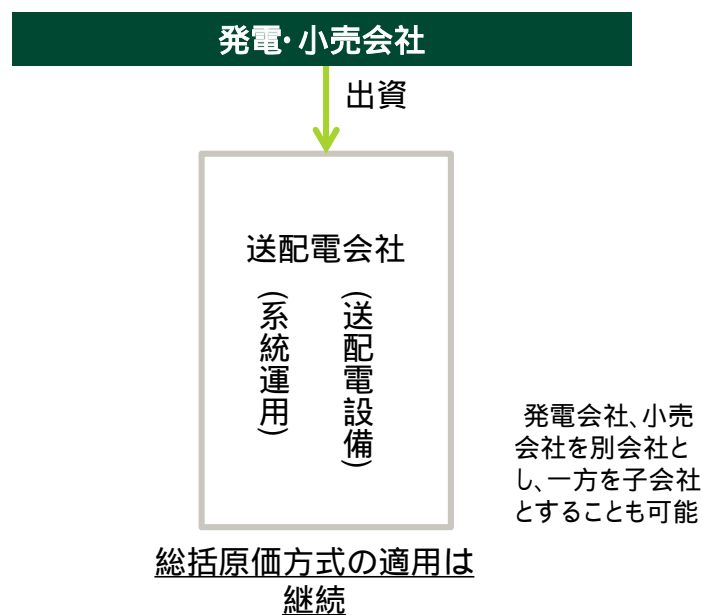 発電・小売会社
出資
送配電会社
(送配電設備)
(系統運用)
発電会社、小売
会社を別会社と
し、一方を子会社
とすることも可能
総括原価方式の適用は
継続